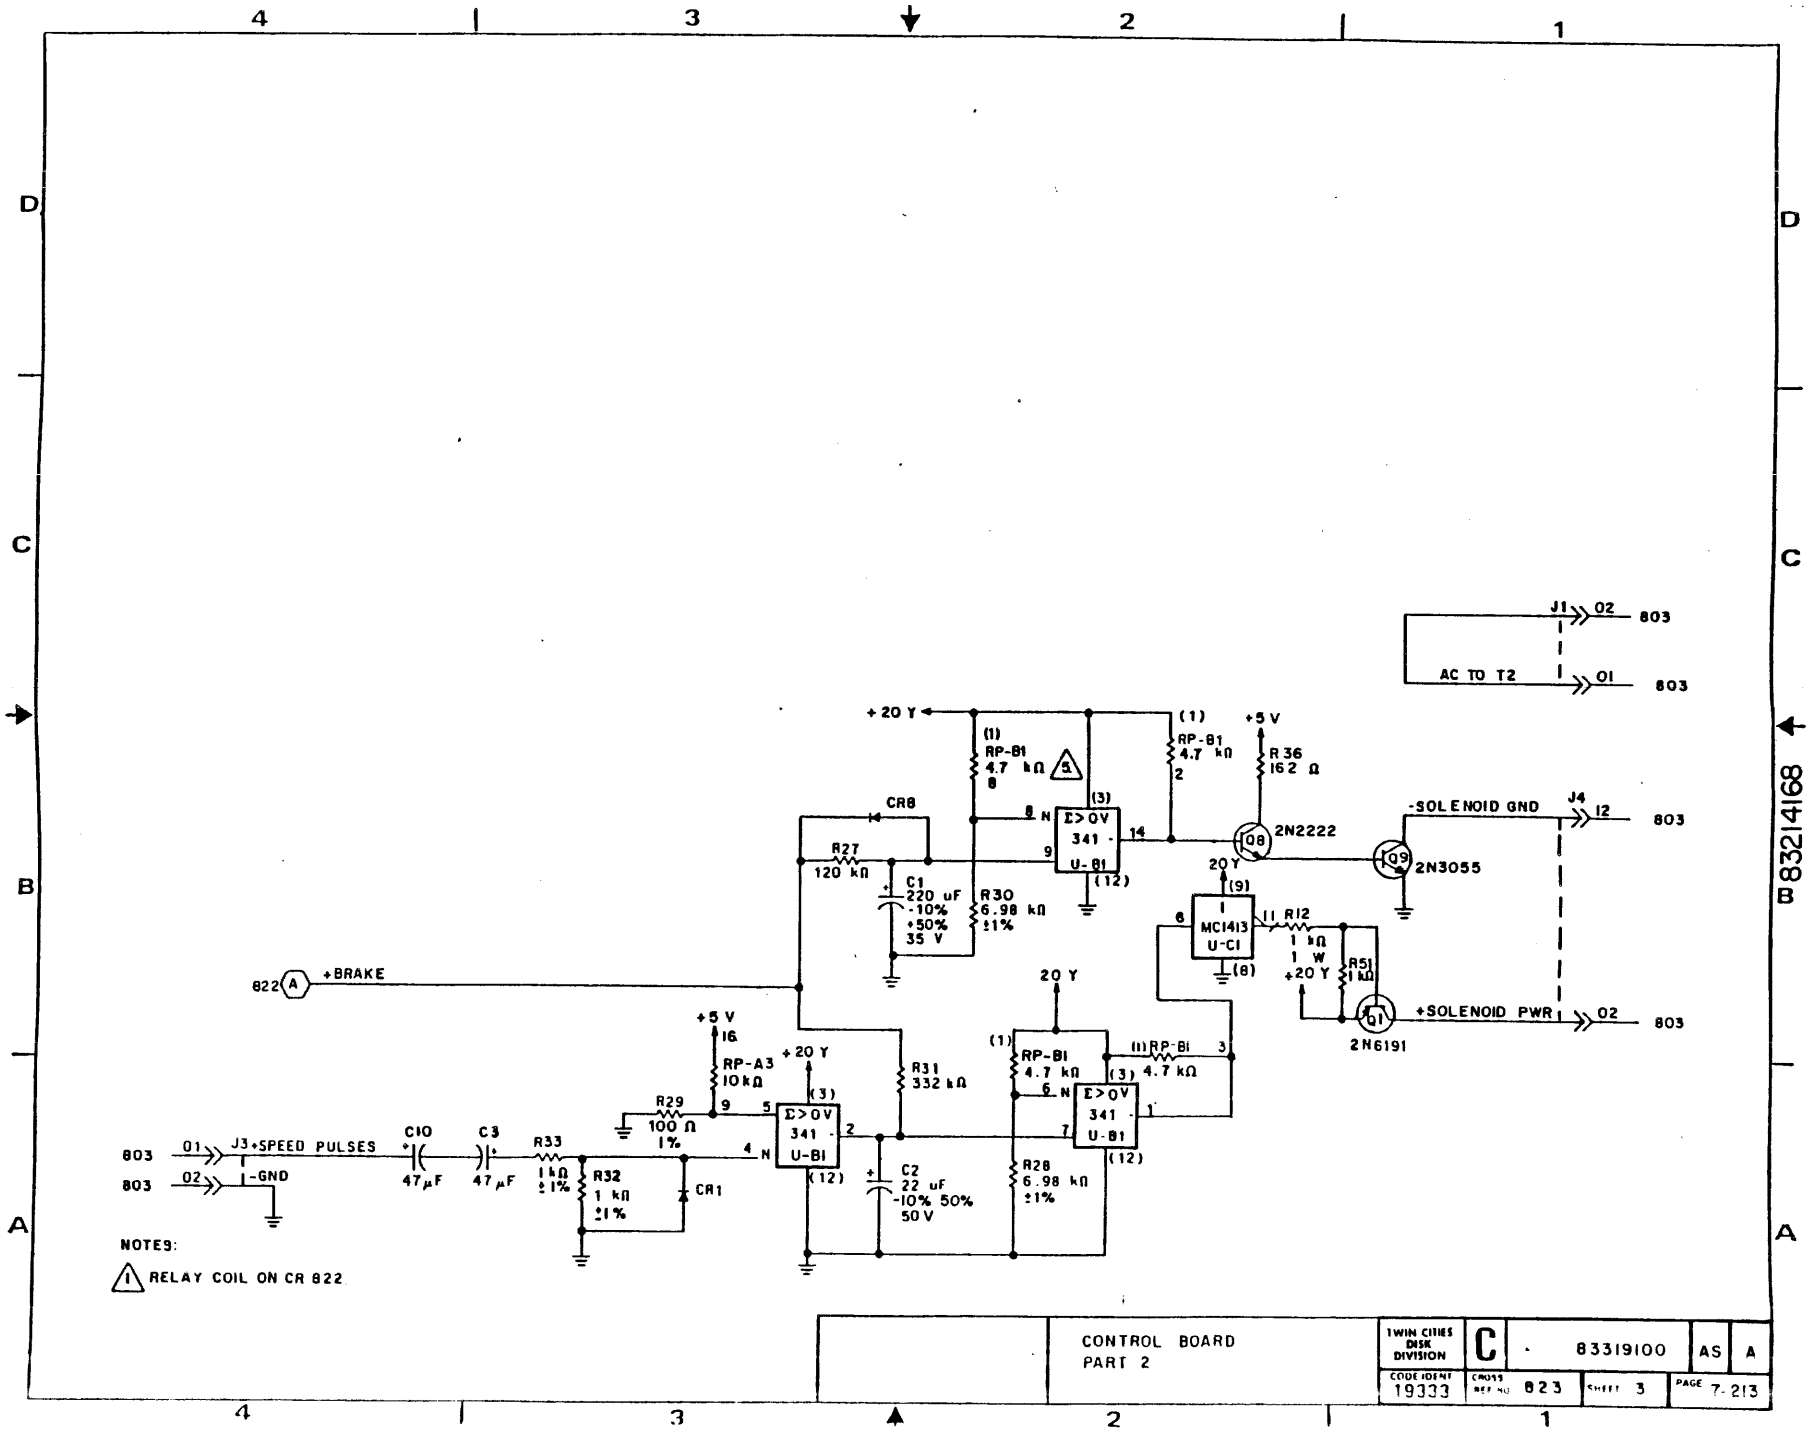 4 3 2 1
D D
C C
J1 02 803
AC TO T2 01 803
+ 20 Y
(1)
RP-B1
4.7 kΩ
8
5
(1)
RP-B1
4.7 kΩ
2
+5 V
R36
162 Ω
CR8
8 N
(3)
Σ>0V
341 -
U-B1
(12)
14
9
R27
120 kΩ
C1
220 uF
-10%
+50%
35 V
R30
6.98 kΩ
±1%
Q8
2N2222
Q9
2N3055
-SOLENOID GND
J4
12
803
83214168
B B
20 Y
(9)
1
MC1413
U-C1
(8)
6
11
R12
1 kΩ
1 W
+20 Y
R51
1 kΩ
Q1
2N6191
+SOLENOID PWR
02
803
822 A +BRAKE
+5 V
16
RP-A3
10 kΩ
9
+20 Y
(3)
R29
100 Ω
1%
5
Σ>0V
341 -
U-B1
(12)
2
4 N
R31
332 kΩ
20 Y
(1)
RP-B1
4.7 kΩ
6 N
(1) RP-B1
4.7 kΩ
3
(3)
Σ>0V
341 -
U-B1
(12)
1
7
C2
22 uF
-10% 50%
50 V
R28
6.98 kΩ
±1%
803 01 J3 +SPEED PULSES
803 02 -GND
C10
47 µF
C3
47 µF
R33
1 kΩ
±1%
R32
1 kΩ
±1%
CR1
A A
NOTES:
1 RELAY COIL ON CR 822
CONTROL BOARD
PART 2
TWIN CITIES
DISK
DIVISION
C
83319100
AS
A
CODE IDENT
19333
CROSS
REF NO
823
SHEET 3
PAGE 7-213
4 3 2 1